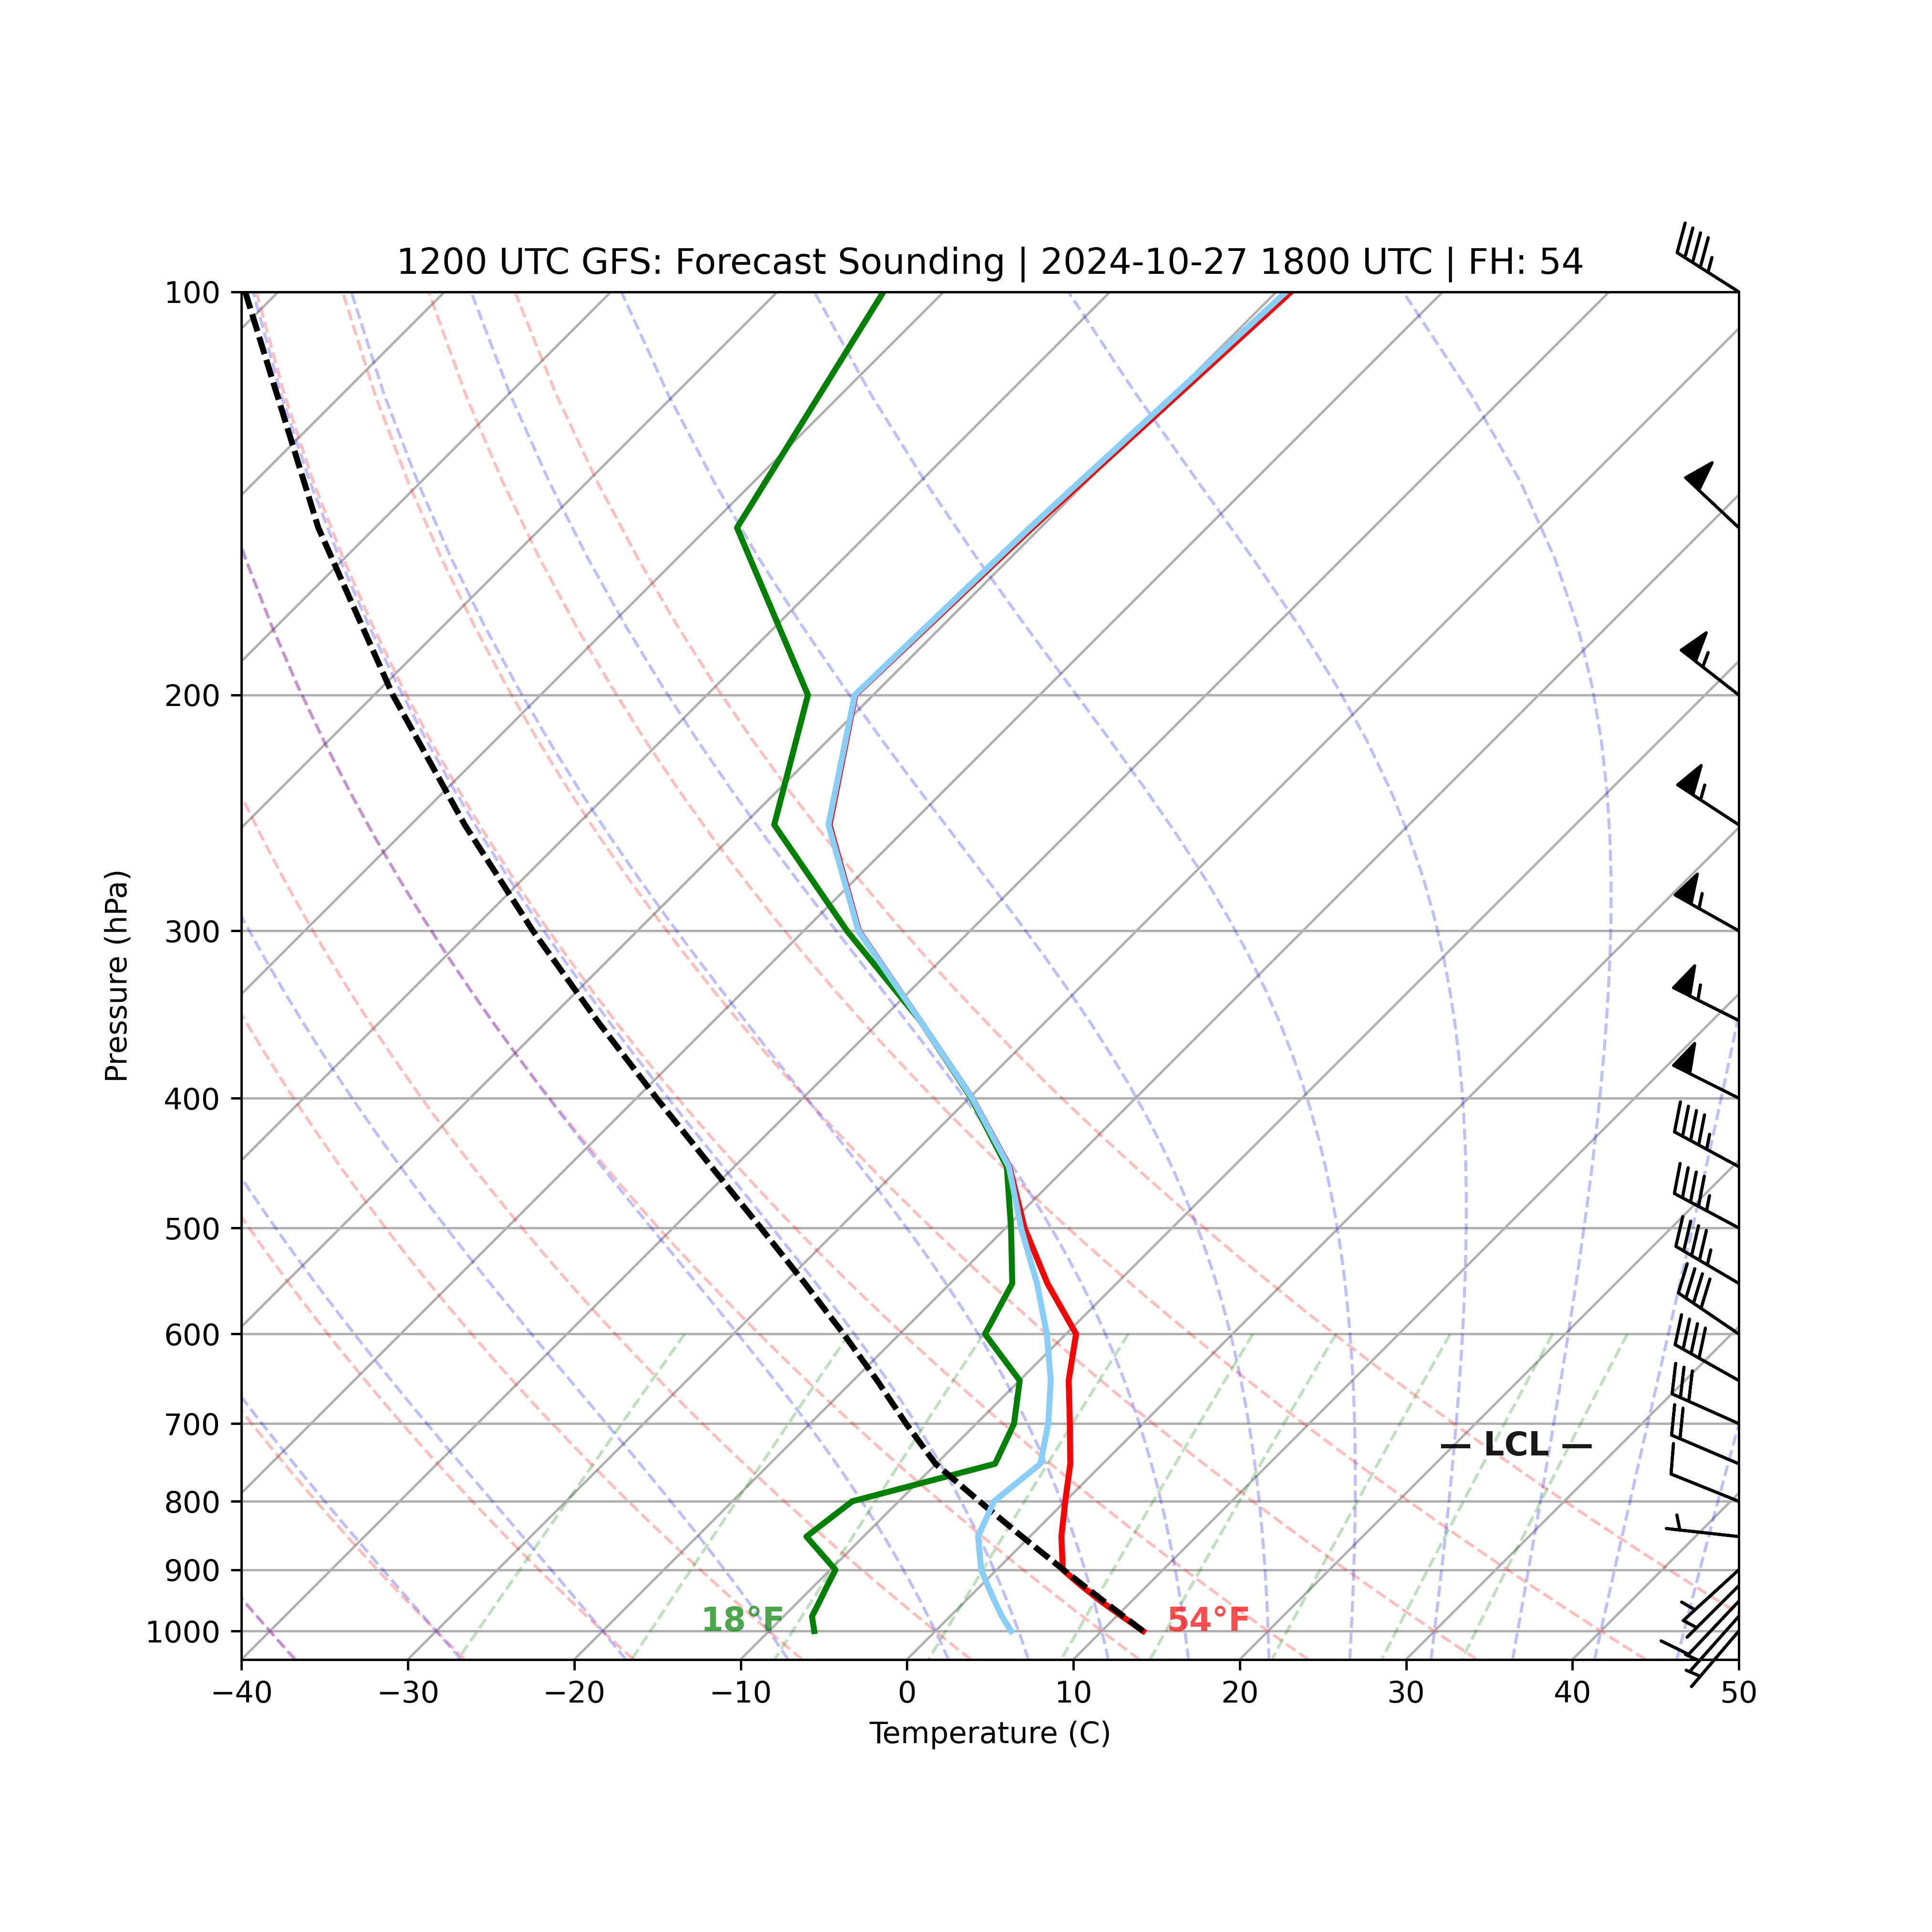 1200 UTC GFS: Forecast Sounding | 2024-10-27 1800 UTC | FH: 54
100
200
300
400
500
600
700
800
900
1000
Pressure (hPa)
— LCL —
18°F
54°F
−40 −30 −20 −10 0 10 20 30 40 50
Temperature (C)